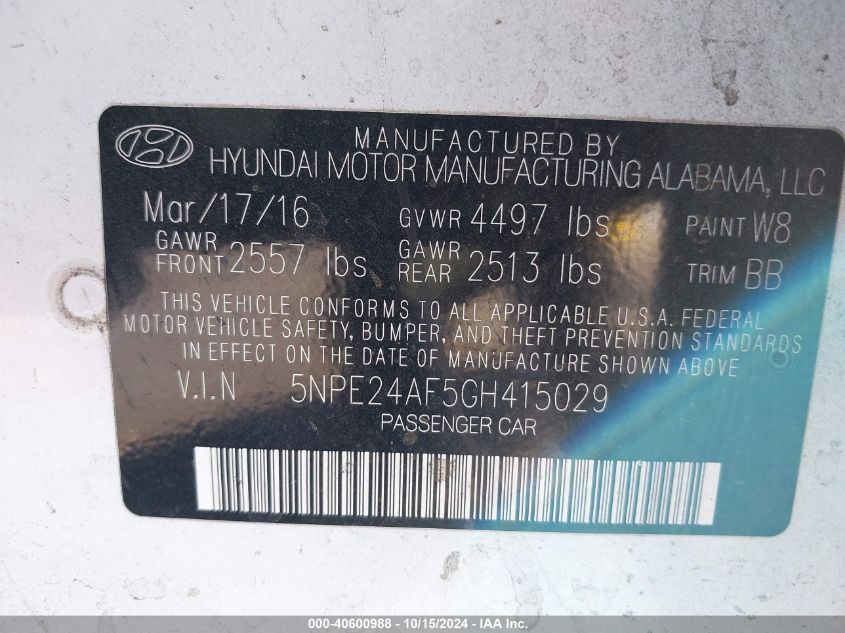 MANUFACTURED BY
HYUNDAI MOTOR MANUFACTURING ALABAMA, LLC
Mar/17/16 GVWR 4497 lbs PAINT W8
GAWR FRONT 2557 lbs GAWR REAR 2513 lbs TRIM BB
THIS VEHICLE CONFORMS TO ALL APPLICABLE U.S.A. FEDERAL
MOTOR VEHICLE SAFETY, BUMPER, AND THEFT PREVENTION STANDARDS
IN EFFECT ON THE DATE OF MANUFACTURE SHOWN ABOVE
V.I.N 5NPE24AF5GH415029
PASSENGER CAR
000-40600988 - 10/15/2024 - IAA Inc.